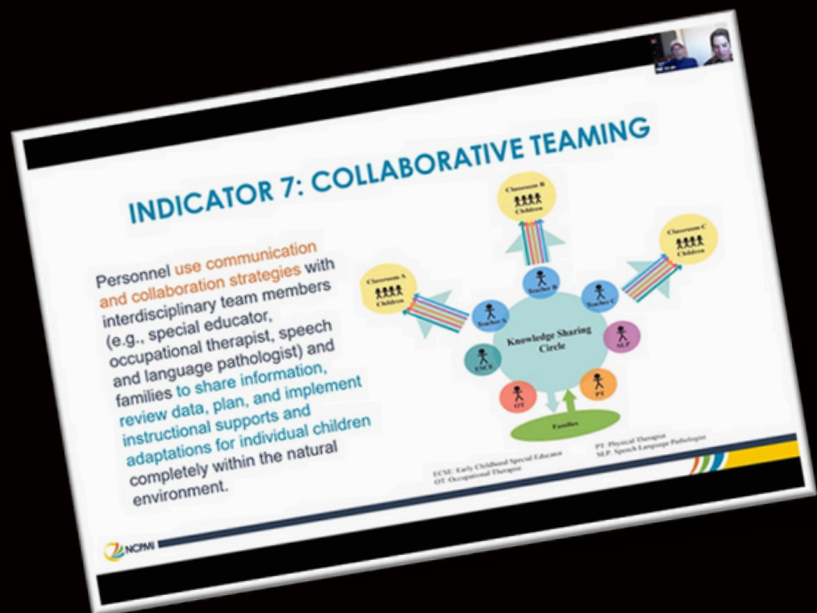 INDICATOR 7: COLLABORATIVE TEAMING
Personnel use communication
and collaboration strategies with
interdisciplinary team members
(e.g., special educator,
occupational therapist, speech
and language pathologist) and
families to share information,
review data, plan, and implement
instructional supports and
adaptations for individual children
completely within the natural
environment.
Classroom A
Children
Classroom B
Children
Classroom C
Children
Teacher A
Teacher B
Teacher C
Knowledge Sharing
Circle
ESCE
SLP
OT
PT
Families
ECSE: Early Childhood Special Educator
OT: Occupational Therapist
PT: Physical Therapist
SLP: Speech Language Pathologist
NCPMI